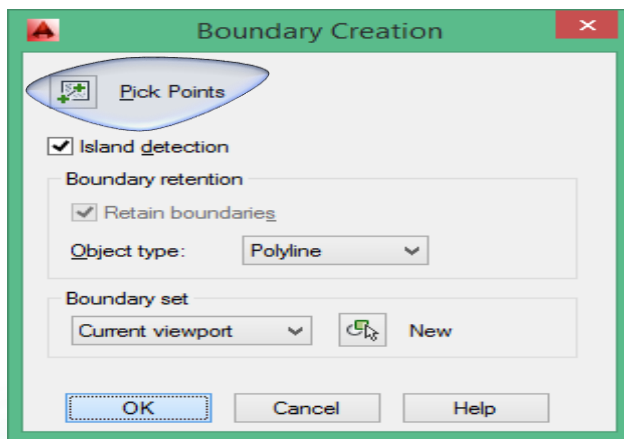 Boundary Creation
Pick Points
Island detection
Boundary retention
Retain boundaries
Object type: Polyline
Boundary set
Current viewport New
OK Cancel Help